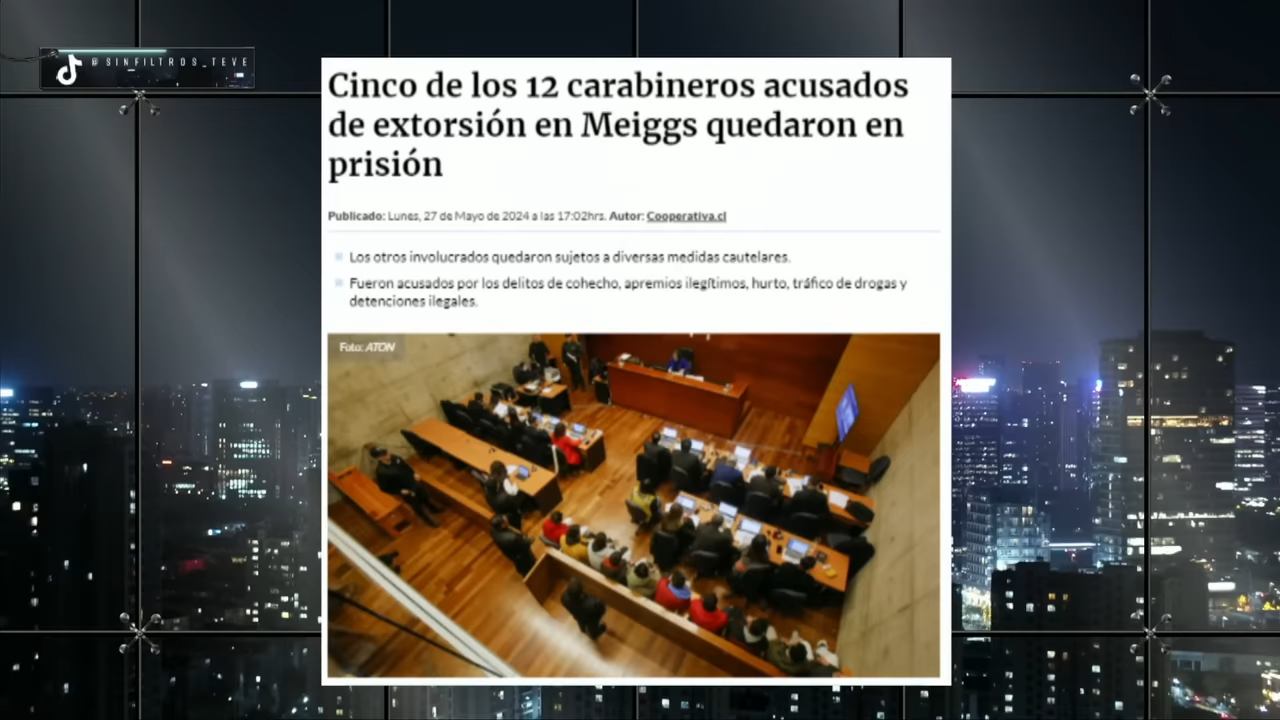 @SINFILTROS_TEVE
Cinco de los 12 carabineros acusados
de extorsión en Meiggs quedaron en
prisión
Publicado: Lunes, 27 de Mayo de 2024 a las 17:02hrs. Autor: Cooperativa.cl
Los otros involucrados quedaron sujetos a diversas medidas cautelares.
Fueron acusados por los delitos de cohecho, apremios ilegítimos, hurto, tráfico de drogas y
detenciones ilegales.
Foto: ATON